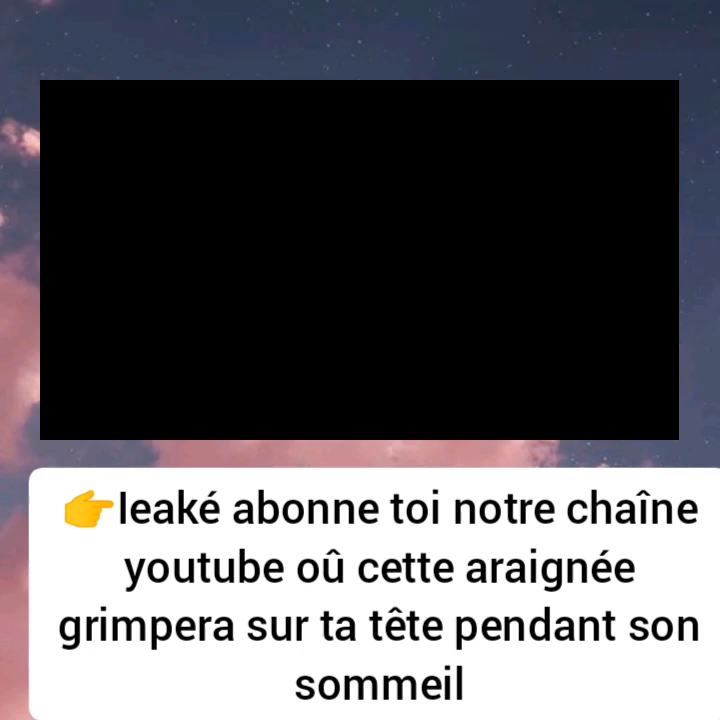 👉leaké abonne toi notre chaîne
youtube oû cette araignée
grimpera sur ta tête pendant son
sommeil